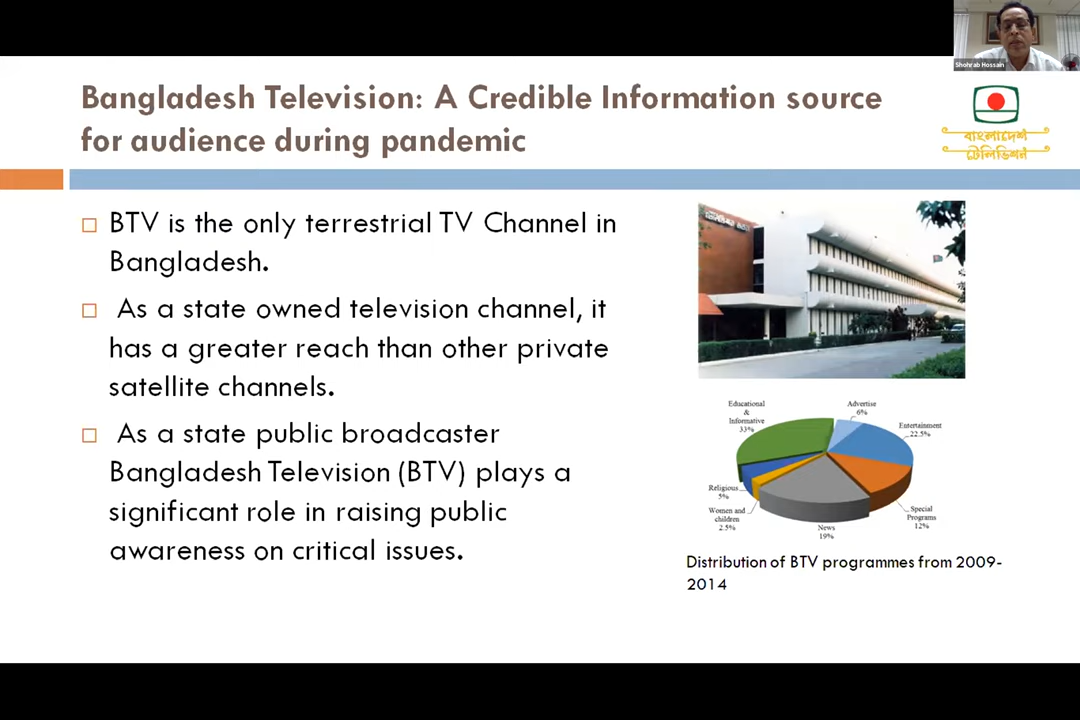 Shohrab Hossain
Bangladesh Television: A Credible Information source
for audience during pandemic
বাংলাদেশ
টেলিভিশন
BTV is the only terrestrial TV Channel in
Bangladesh.
As a state owned television channel, it
has a greater reach than other private
satellite channels.
As a state public broadcaster
Bangladesh Television (BTV) plays a
significant role in raising public
awareness on critical issues.
Educational
&
Informative
33%
Advertise
6%
Entertainment
22.5%
Special
Programs
12%
News
19%
Women and
children
2.5%
Religious
5%
Distribution of BTV programmes from 2009-
2014